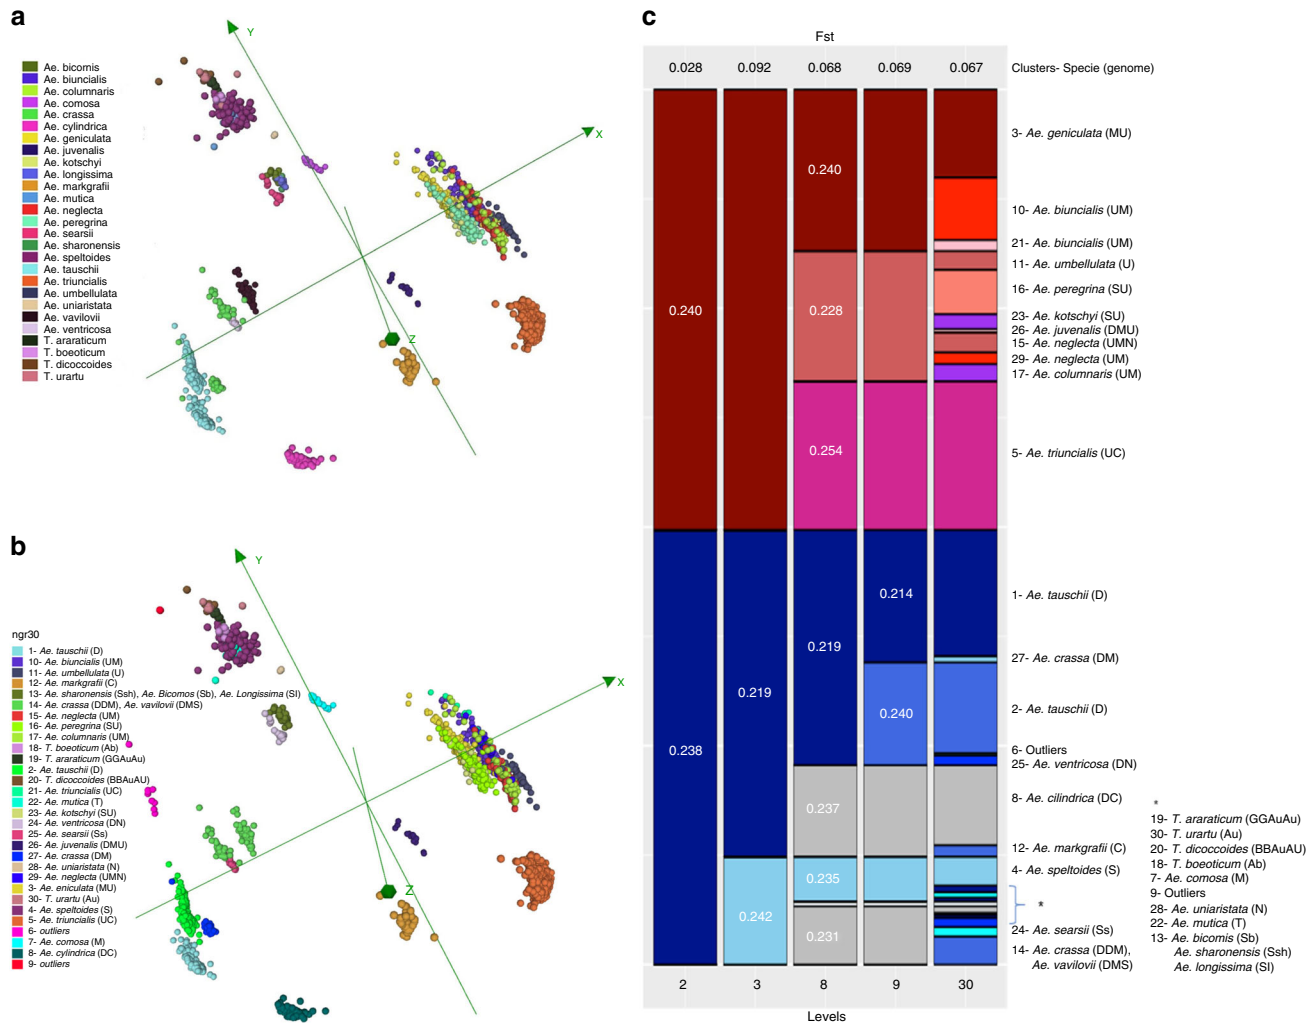 a
Y
X
Z
Ae. bicornis
Ae. biuncialis
Ae. columnaris
Ae. comosa
Ae. crassa
Ae. cylindrica
Ae. geniculata
Ae. juvenalis
Ae. kotschyi
Ae. longissima
Ae. markgrafii
Ae. mutica
Ae. neglecta
Ae. peregrina
Ae. searsii
Ae. sharonensis
Ae. speltoides
Ae. tauschii
Ae. triuncialis
Ae. umbellulata
Ae. uniaristata
Ae. vavilovii
Ae. ventricosa
T. araraticum
T. boeoticum
T. dicoccoides
T. urartu
b
Y
X
Z
ngr30
1- Ae. tauschii (D)
10- Ae. biuncialis (UM)
11- Ae. umbellulata (U)
12- Ae. markgrafii (C)
13- Ae. sharonensis (Ssh), Ae. Bicornos (Sb), Ae. Longissima (Sl)
14- Ae. crassa (DDM), Ae. vavilovii (DMS)
15- Ae. neglecta (UM)
16- Ae. peregrina (SU)
17- Ae. columnaris (UM)
18- T. boeoticum (Ab)
19- T. araraticum (GGAuAu)
2- Ae. tauschii (D)
20- T. dicoccoides (BBAuAU)
21- Ae. triuncialis (UC)
22- Ae. mutica (T)
23- Ae. kotschyi (SU)
24- Ae. ventricosa (DN)
25- Ae. searsii (Ss)
26- Ae. juvenalis (DMU)
27- Ae. crassa (DM)
28- Ae. uniaristata (N)
29- Ae. neglecta (UMN)
3- Ae. eniculata (MU)
30- T. urartu (Au)
4- Ae. speltoides (S)
5- Ae. triuncialis (UC)
6- outliers
7- Ae. comosa (M)
8- Ae. cylindrica (DC)
9- outliers
c
Fst
0.028 0.092 0.068 0.069 0.067
Clusters- Specie (genome)
0.240
0.238
0.219
0.242
0.240
0.228
0.254
0.219
0.237
0.235
0.231
0.214
0.240
3- Ae. geniculata (MU)
10- Ae. biuncialis (UM)
21- Ae. biuncialis (UM)
11- Ae. umbellulata (U)
16- Ae. peregrina (SU)
23- Ae. kotschyi (SU)
26- Ae. juvenalis (DMU)
15- Ae. neglecta (UMN)
29- Ae. neglecta (UM)
17- Ae. columnaris (UM)
5- Ae. triuncialis (UC)
1- Ae. tauschii (D)
27- Ae. crassa (DM)
2- Ae. tauschii (D)
6- Outliers
25- Ae. ventricosa (DN)
8- Ae. cilindrica (DC)
12- Ae. markgrafii (C)
4- Ae. speltoides (S)
*
24- Ae. searsii (Ss)
14- Ae. crassa (DDM),
Ae. vavilovii (DMS)
*
19- T. araraticum (GGAuAu)
30- T. urartu (Au)
20- T. dicoccoides (BBAuAU)
18- T. boeoticum (Ab)
7- Ae. comosa (M)
9- Outliers
28- Ae. uniaristata (N)
22- Ae. mutica (T)
13- Ae. bicornis (Sb)
Ae. sharonensis (Ssh)
Ae. longissima (Sl)
2 3 8 9 30
Levels